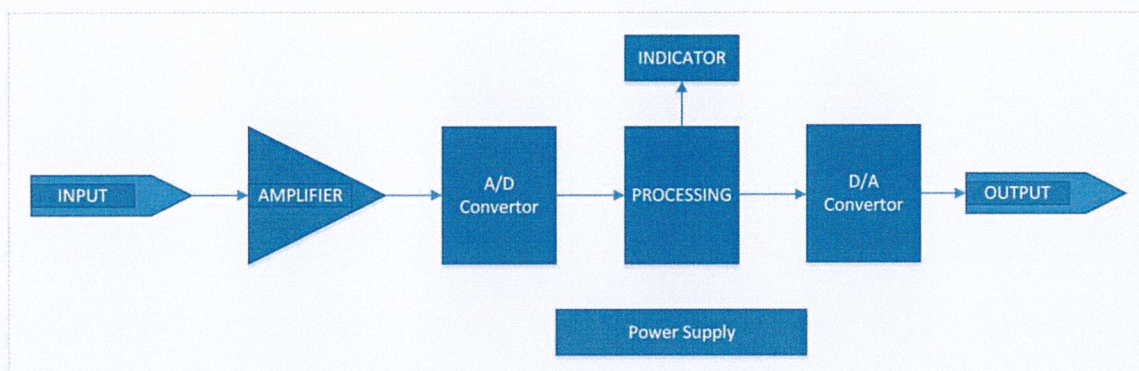 INDICATOR
INPUT
AMPLIFIER
A/D
Convertor
PROCESSING
D/A
Convertor
OUTPUT
Power Supply